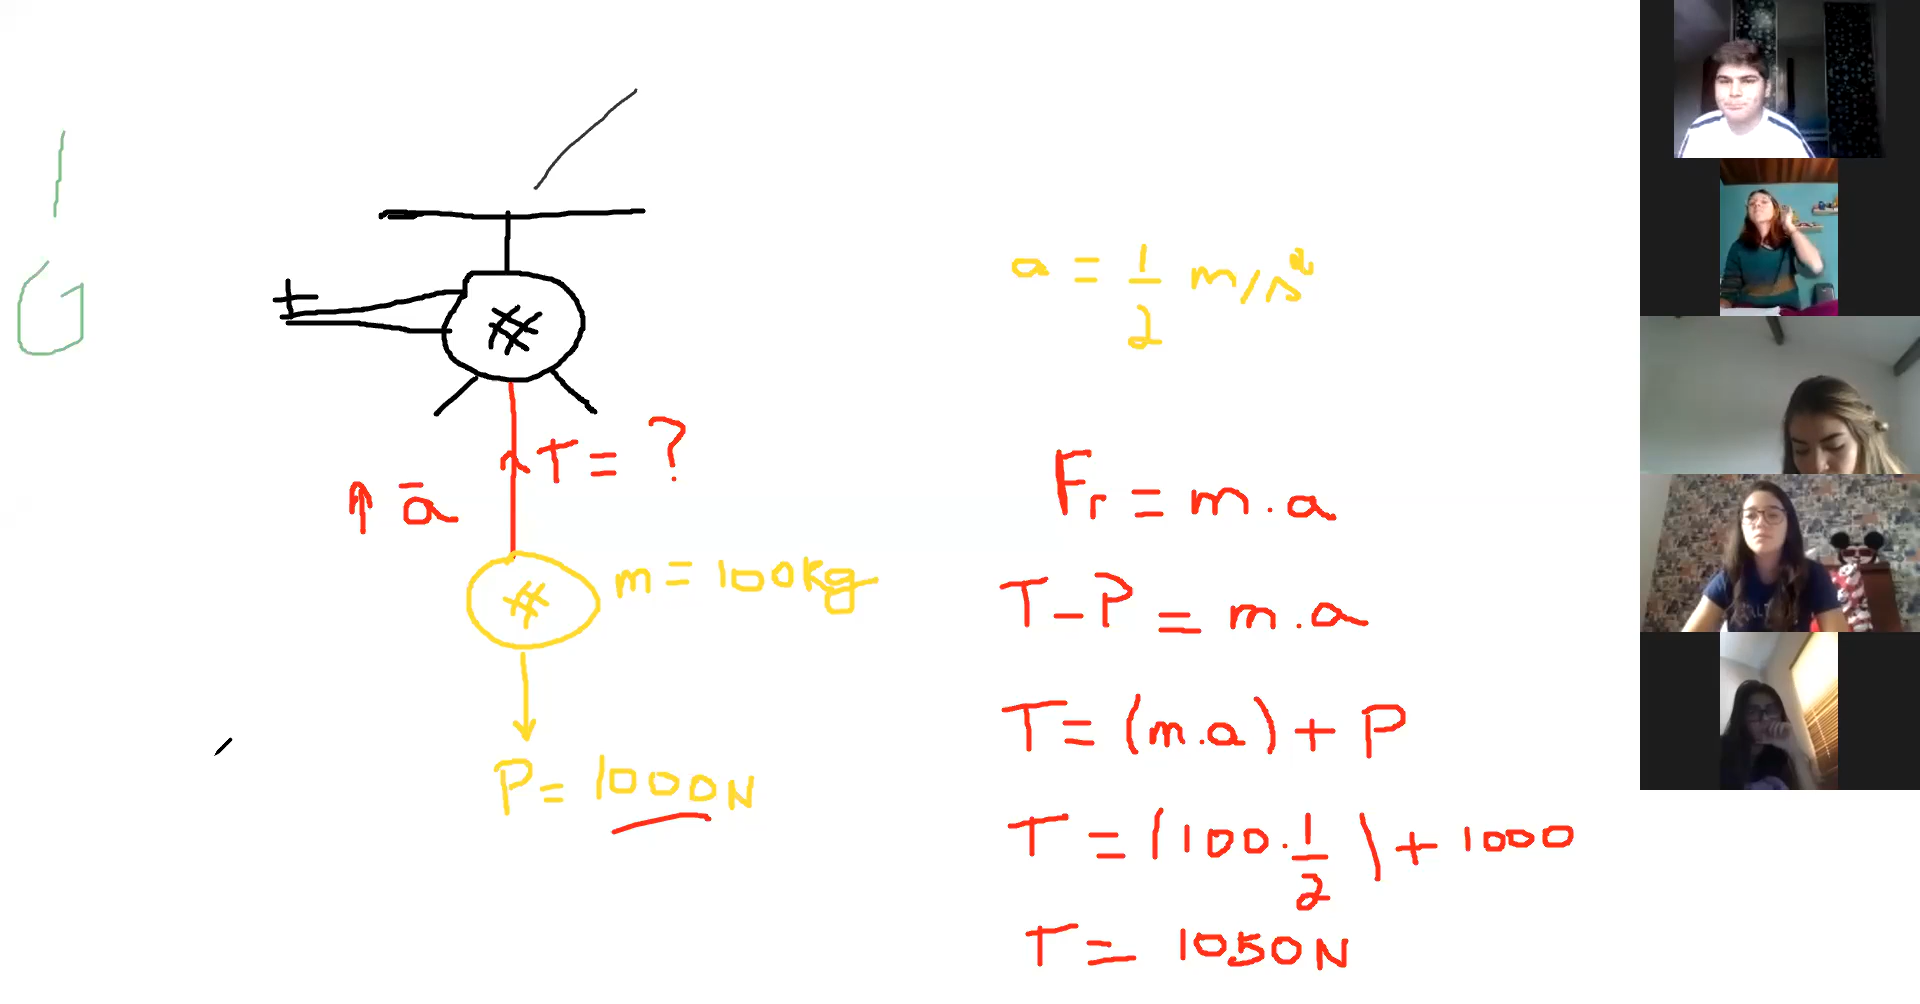 a = 1/2 m/s²
T = ?
↑ a̅
m = 100kg
P = 1000N
Fr = m.a
T - P = m.a
T = (m.a) + P
T = (100.1/2) + 1000
T = 1050N